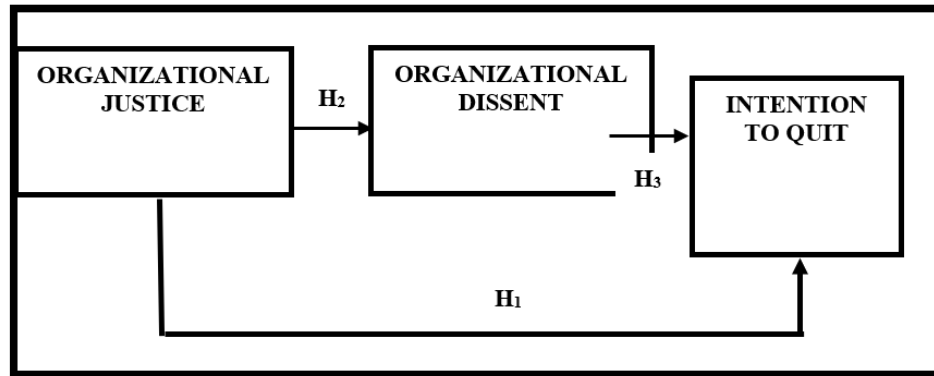 ORGANIZATIONAL
JUSTICE
H₂
ORGANIZATIONAL
DISSENT
H₃
INTENTION
TO QUIT
H₁